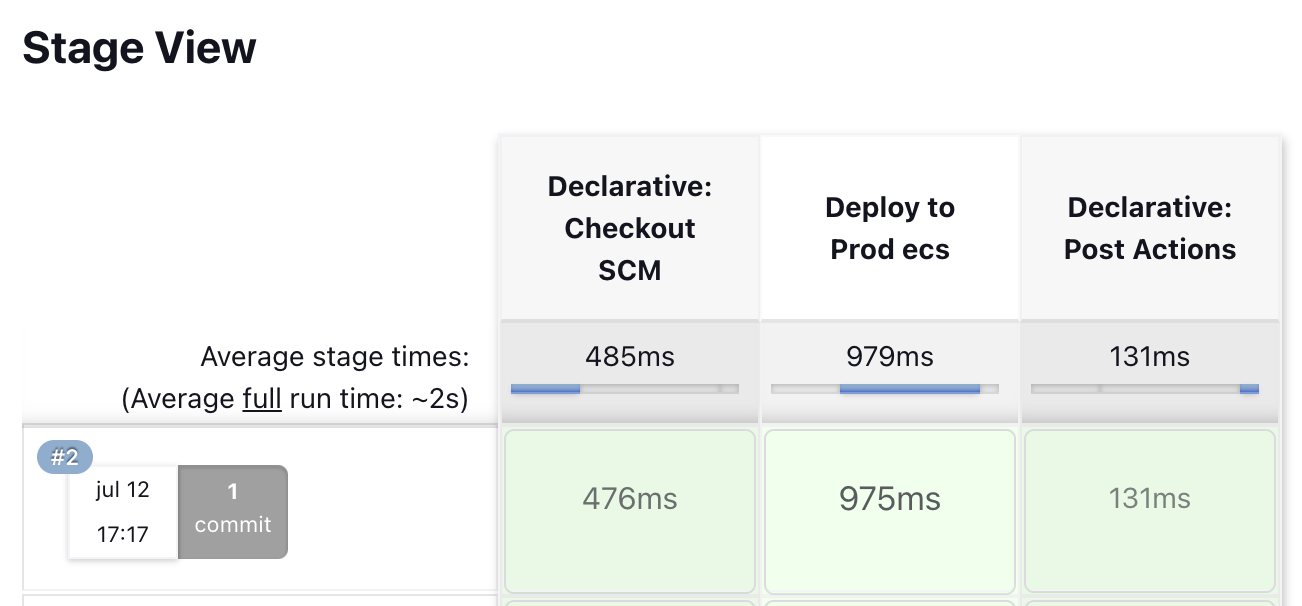 Stage View
Declarative:
Checkout
SCM
Deploy to
Prod ecs
Declarative:
Post Actions
Average stage times:
(Average full run time: ~2s)
485ms
979ms
131ms
#2
jul 12
17:17
1
commit
476ms
975ms
131ms